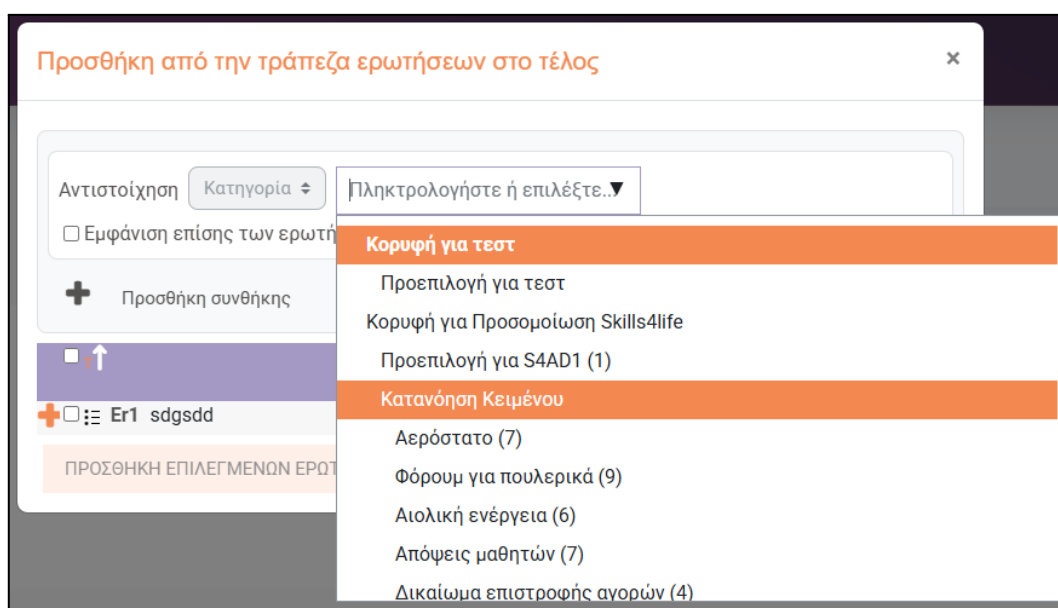 Προσθήκη από την τράπεζα ερωτήσεων στο τέλος ×
Αντιστοίχηση Κατηγορία Πληκτρολογήστε ή επιλέξτε...
Εμφάνιση επίσης των ερωτή
Προσθήκη συνθήκης
Κορυφή για τεστ
Προεπιλογή για τεστ
Κορυφή για Προσομοίωση Skills4life
Προεπιλογή για S4AD1 (1)
Κατανόηση Κειμένου
Αερόστατο (7)
Φόρουμ για πουλερικά (9)
Αιολική ενέργεια (6)
Απόψεις μαθητών (7)
Δικαίωμα επιστροφής αγορών (4)
Er1 sdgsdd
ΠΡΟΣΘΗΚΗ ΕΠΙΛΕΓΜΕΝΩΝ ΕΡΩΤ